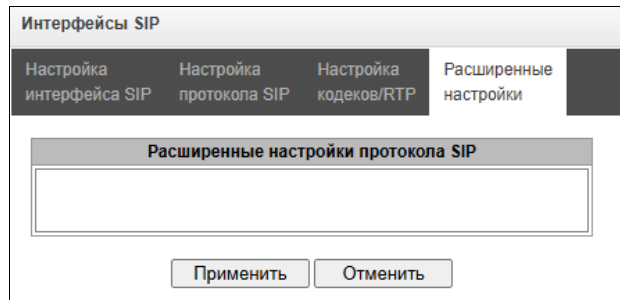 Интерфейсы SIP
Настройка интерфейса SIP
Настройка протокола SIP
Настройка кодеков/RTP
Расширенные настройки
Расширенные настройки протокола SIP
Применить
Отменить